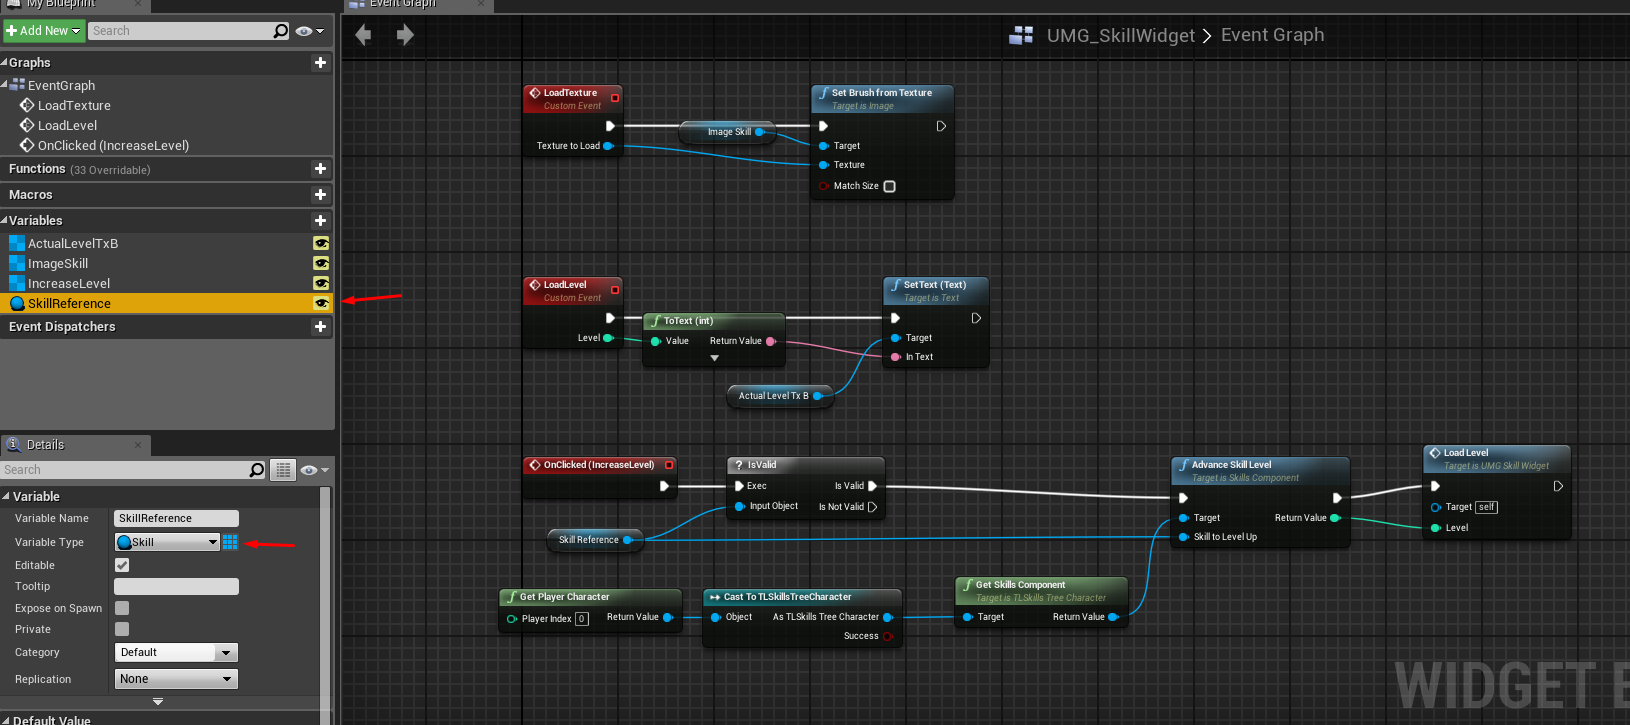 My Blueprint
Add New
Search
Graphs
EventGraph
LoadTexture
LoadLevel
OnClicked (IncreaseLevel)
Functions (33 Overridable)
Macros
Variables
ActualLevelTxB
ImageSkill
IncreaseLevel
SkillReference
Event Dispatchers
Details
Search
Variable
Variable Name SkillReference
Variable Type Skill
Editable
Tooltip
Expose on Spawn
Private
Category Default
Replication None
Default Value
Event Graph
UMG_SkillWidget > Event Graph
LoadTexture
Custom Event
Texture to Load
Image Skill
Set Brush from Texture
Target is Image
Target
Texture
Match Size
LoadLevel
Custom Event
Level
ToText (int)
Value Return Value
SetText (Text)
Target is Text
Target
In Text
Actual Level Tx B
OnClicked (IncreaseLevel)
? IsValid
Exec Is Valid
Input Object Is Not Valid
Skill Reference
Advance Skill Level
Target is Skills Component
Target Return Value
Skill to Level Up
Load Level
Target is UMG Skill Widget
Target self
Level
Get Player Character
Player Index 0 Return Value
Cast To TLSkillsTreeCharacter
Object As TLSkills Tree Character
Success
Get Skills Component
Target is TLSkills Tree Character
Target Return Value
WIDGET